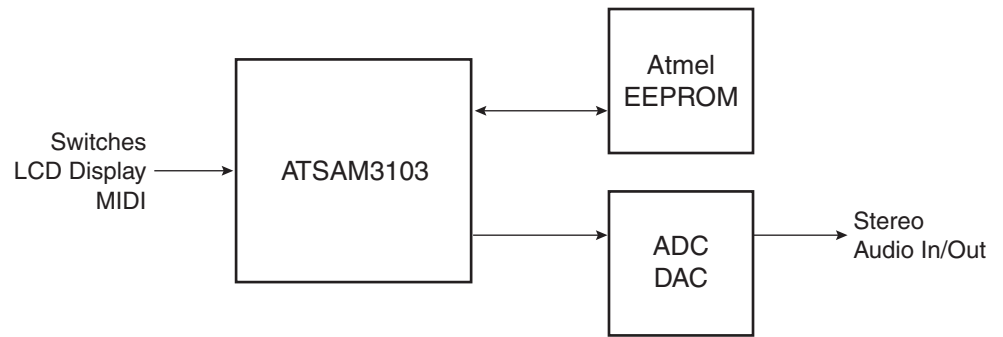 Switches
LCD Display
MIDI
ATSAM3103
Atmel
EEPROM
ADC
DAC
Stereo
Audio In/Out